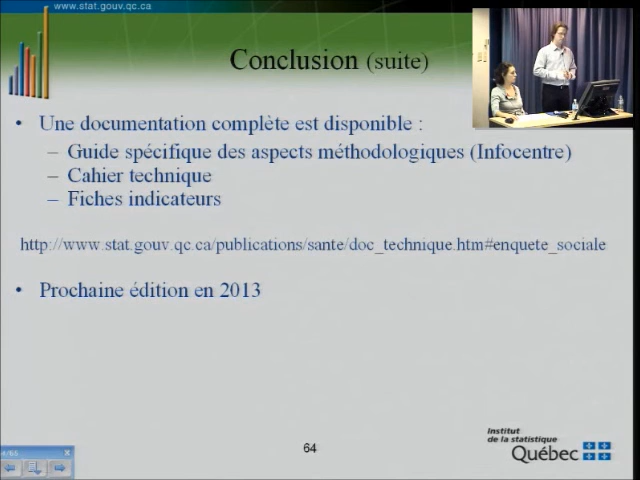 www.stat.gouv.qc.ca
Conclusion (suite)
• Une documentation complète est disponible :
– Guide spécifique des aspects méthodologiques (Infocentre)
– Cahier technique
– Fiches indicateurs
http://www.stat.gouv.qc.ca/publications/sante/doc_technique.htm#enquete_sociale
• Prochaine édition en 2013
64
Institut
de la statistique
Québec